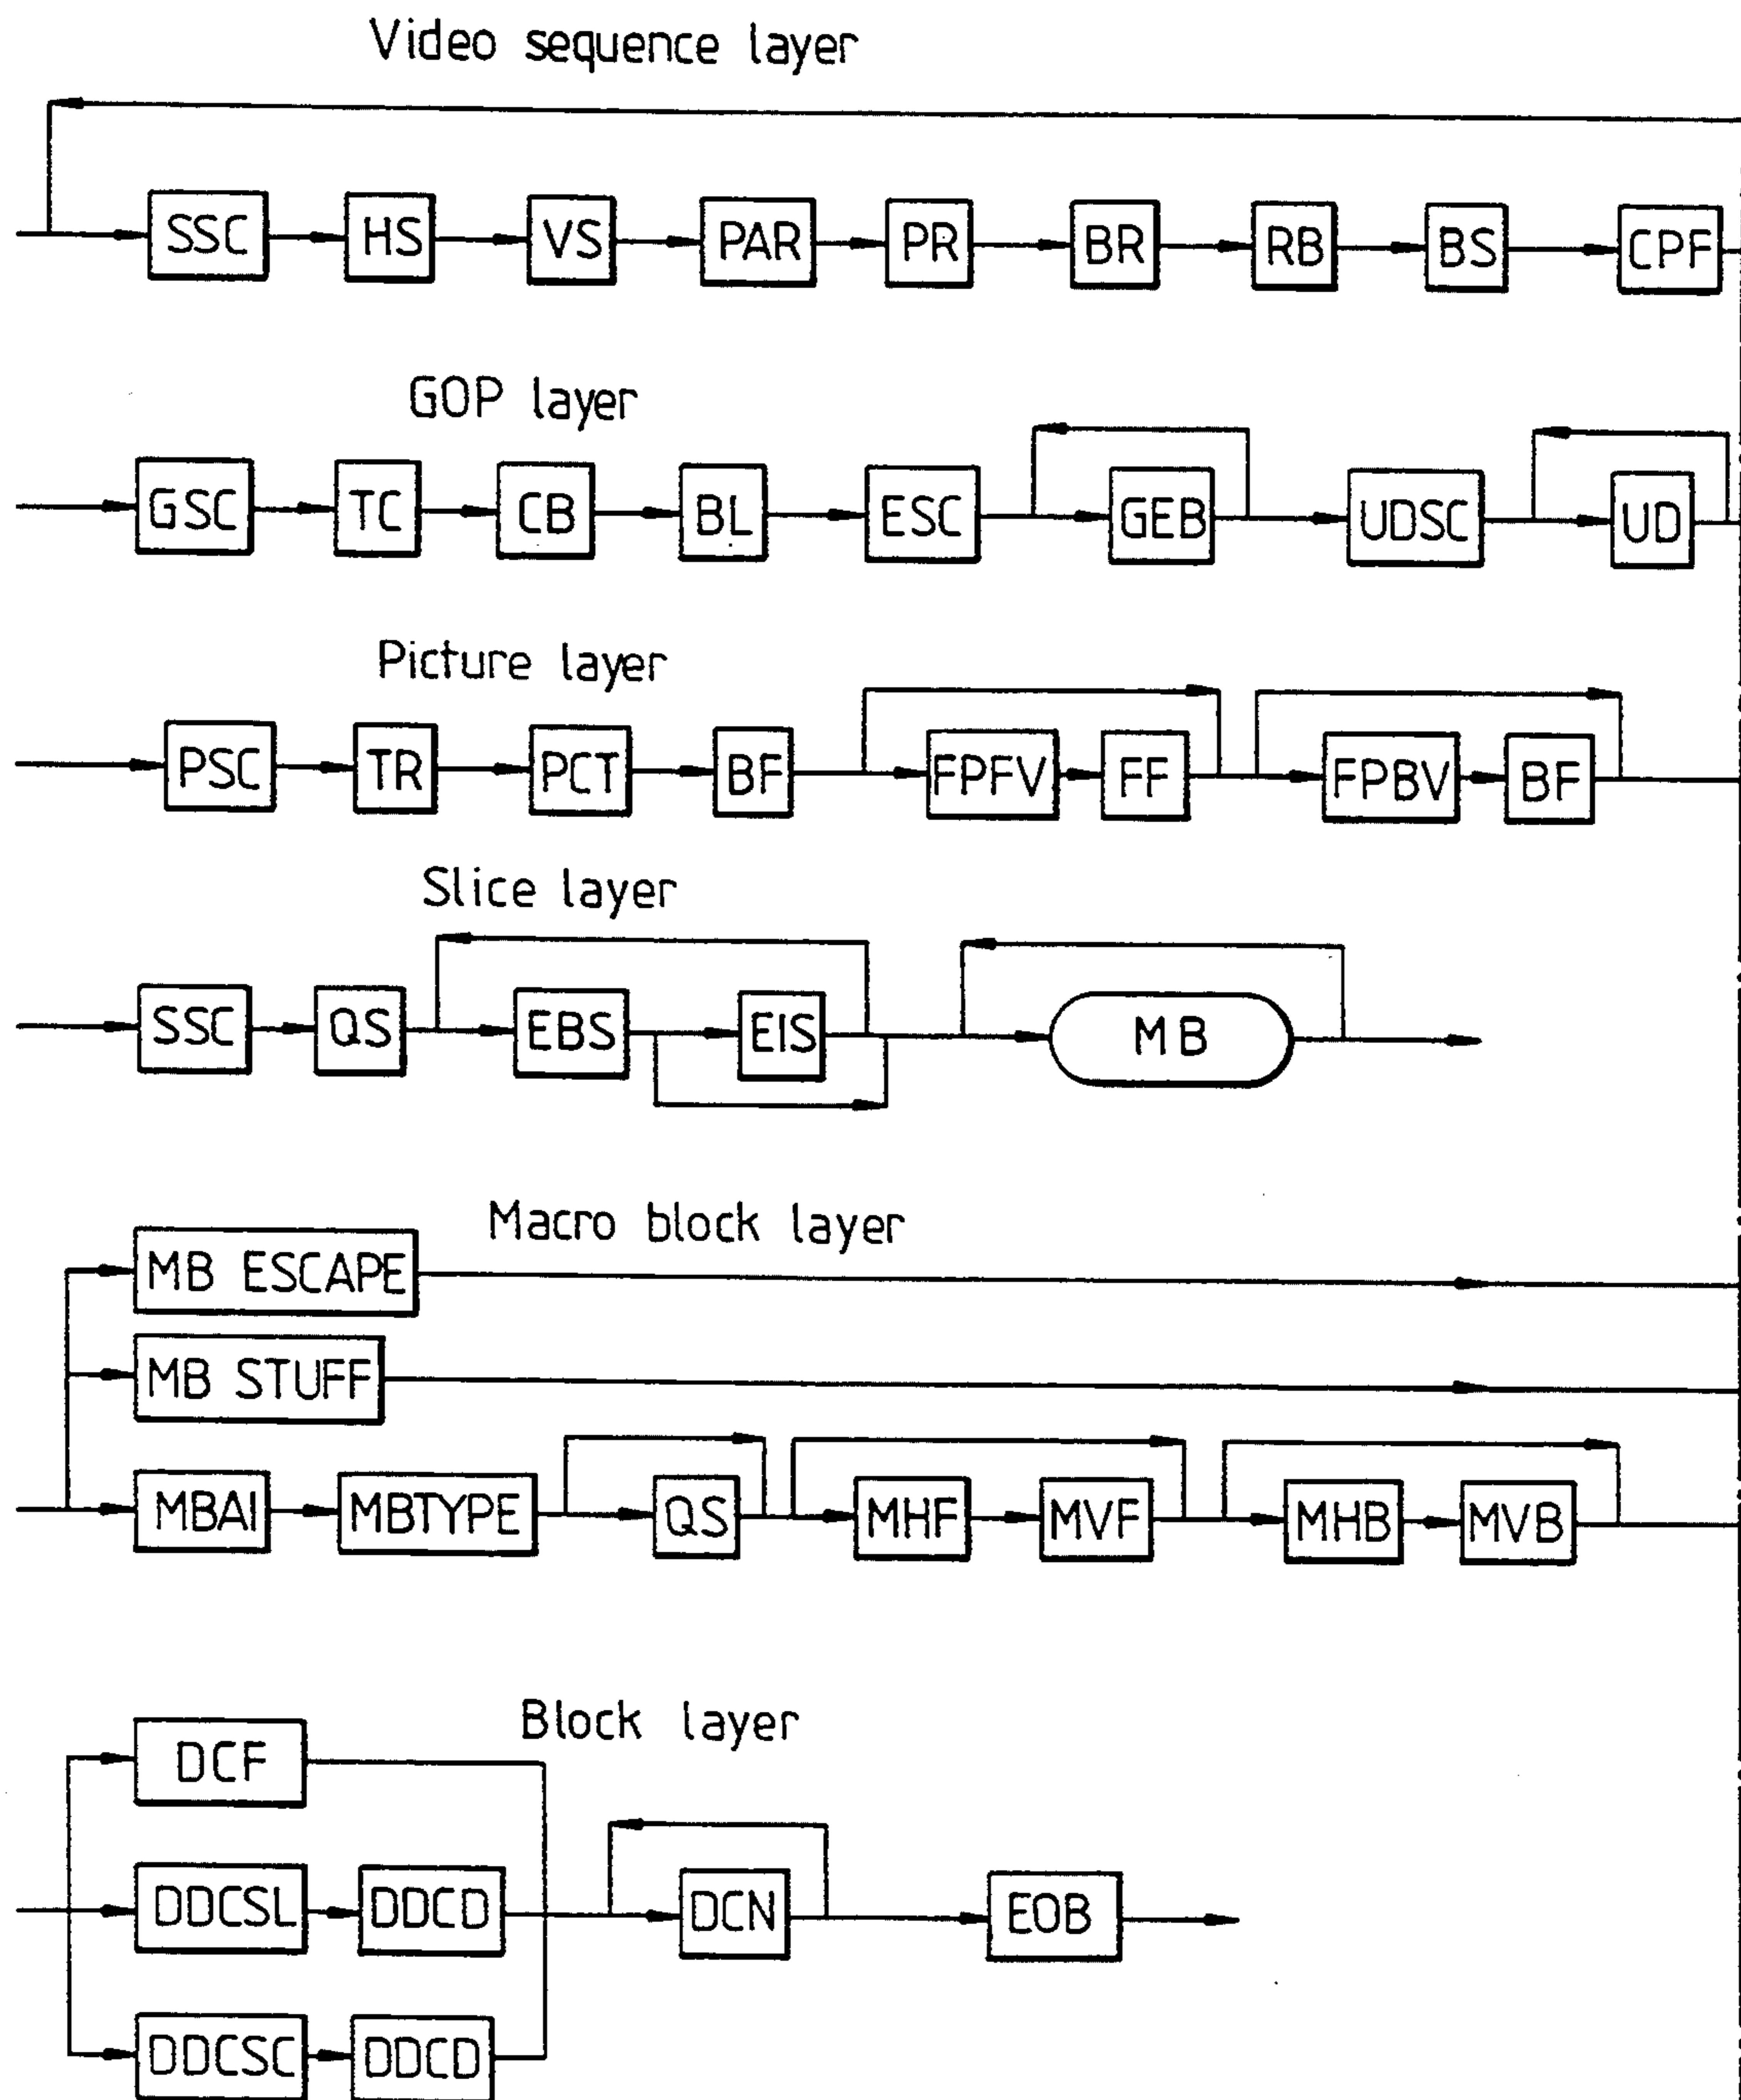 Video sequence layer
SSC HS VS PAR PR BR RB BS CPF
GOP layer
GSC TC CB BL ESC GEB UDSC UD
Picture layer
PSC TR PCT BF FPFV FF FPBV BF
Slice layer
SSC QS EBS EIS MB
Macro block layer
MB ESCAPE
MB STUFF
MBAI MBTYPE QS MHF MVF MHB MVB
Block layer
DCF
DDCSL DDCD DCN EOB
DDCSC DDCD